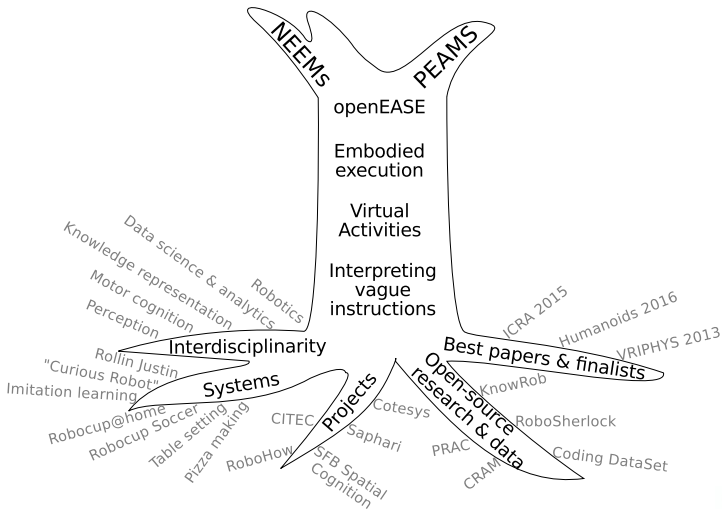 NEEMs
PEAMS
openEASE
Embodied
execution
Virtual
Activities
Interpreting
vague
instructions
Data science & analytics
Knowledge representation
Motor cognition
Perception
Robotics
Interdisciplinarity
Rollin Justin
"Curious Robot"
Imitation learning
Systems
Robocup@home
Robocup Soccer
Table setting
Pizza making
Projects
CITEC
RoboHow
Cotesys
Saphari
SFB Spatial
Cognition
Open-source
research & data
KnowRob
RoboSherlock
PRAC
CRAM
Coding DataSet
Best papers & finalists
ICRA 2015
Humanoids 2016
VRIPHYS 2013